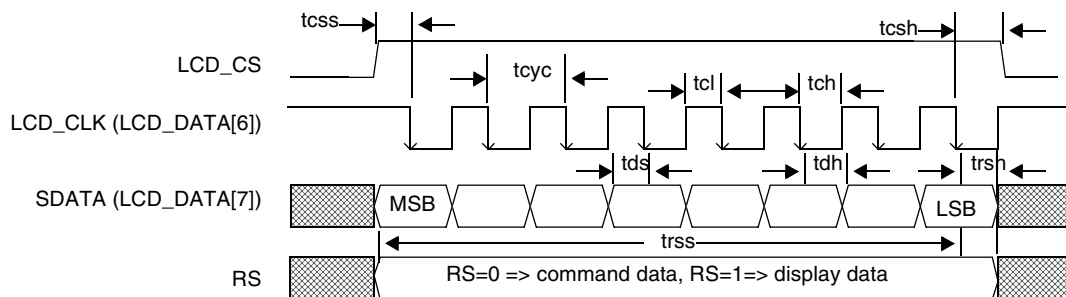 tcss
tcsh
LCD_CS
tcyc
tcl
tch
LCD_CLK (LCD_DATA[6])
tds
tdh
trsh
SDATA (LCD_DATA[7])
MSB
LSB
trss
RS
RS=0 => command data, RS=1=> display data